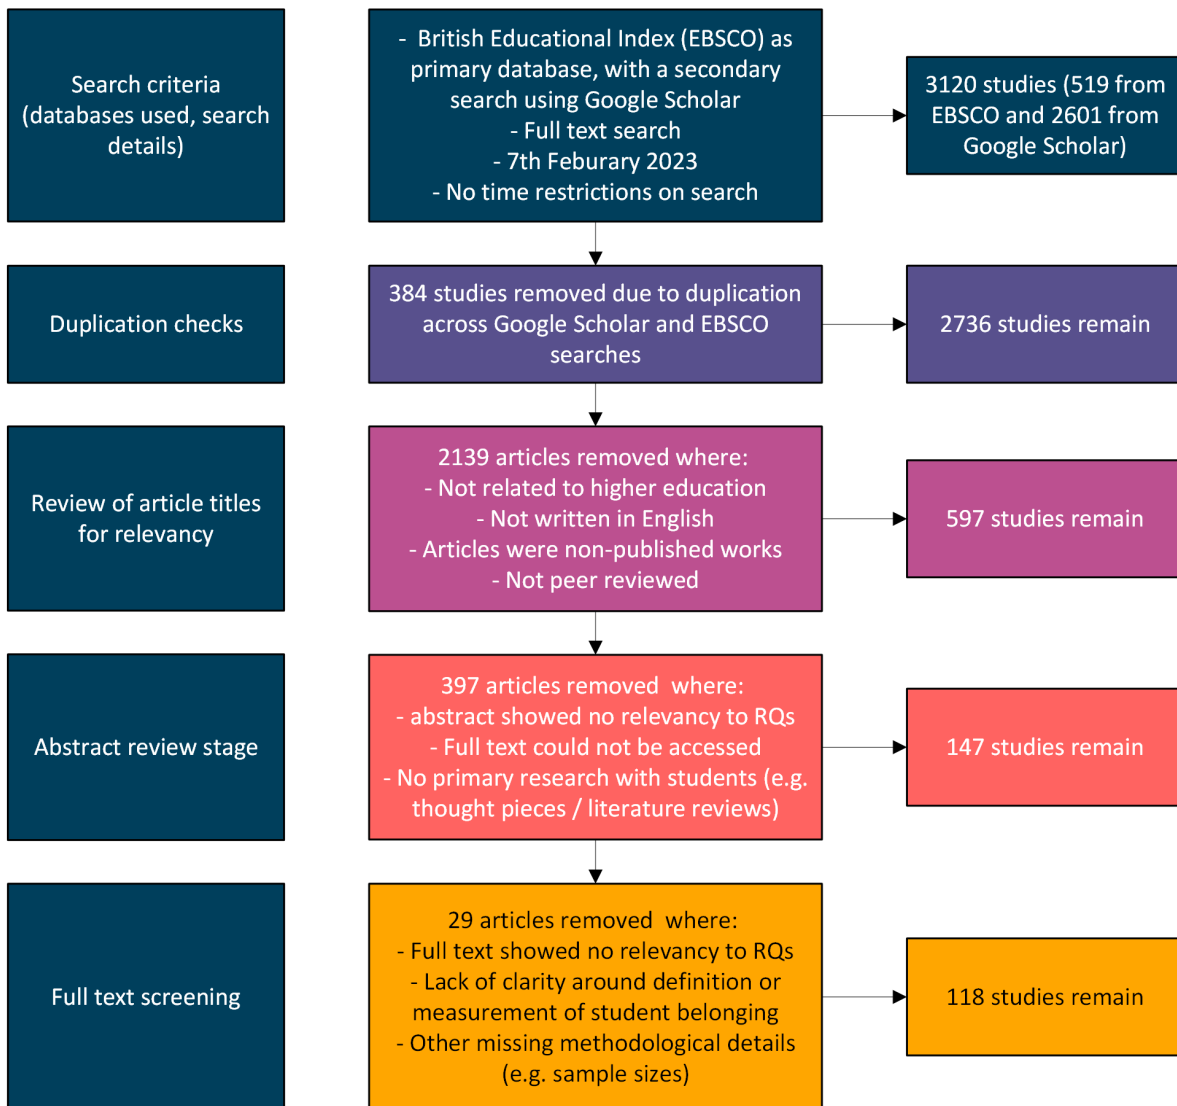 Search criteria
(databases used, search
details)
- British Educational Index (EBSCO) as
primary database, with a secondary
search using Google Scholar
- Full text search
- 7th Feburary 2023
- No time restrictions on search
3120 studies (519 from
EBSCO and 2601 from
Google Scholar)
Duplication checks
384 studies removed due to duplication
across Google Scholar and EBSCO
searches
2736 studies remain
Review of article titles
for relevancy
2139 articles removed where:
- Not related to higher education
- Not written in English
- Articles were non-published works
- Not peer reviewed
597 studies remain
Abstract review stage
397 articles removed  where:
- abstract showed no relevancy to RQs
- Full text could not be accessed
- No primary research with students (e.g.
thought pieces / literature reviews)
147 studies remain
Full text screening
29 articles removed  where:
- Full text showed no relevancy to RQs
- Lack of clarity around definition or
measurement of student belonging
- Other missing methodological details
(e.g. sample sizes)
118 studies remain